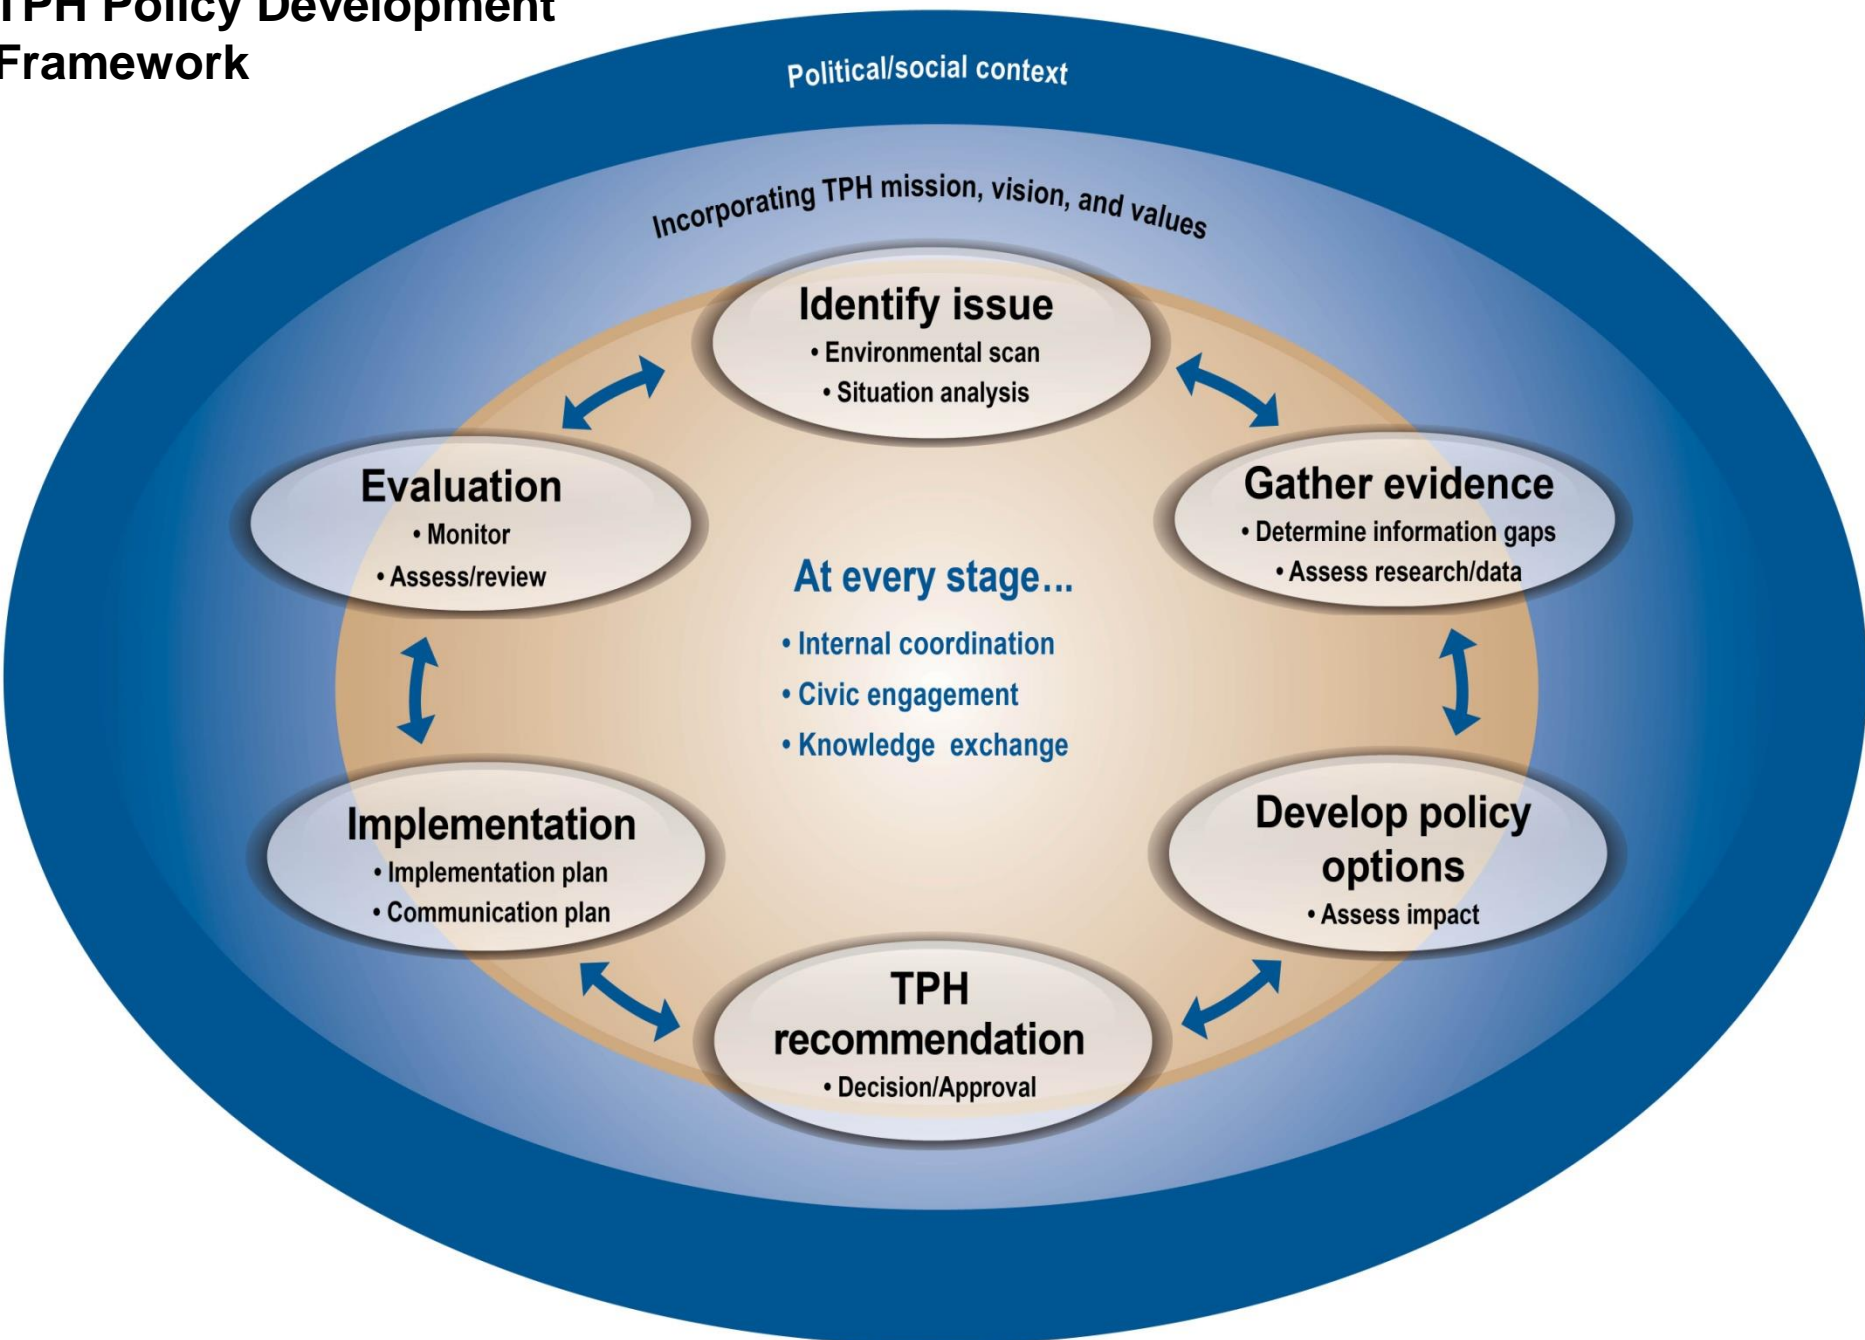 TPH Policy Development
Framework
Political/social context
Incorporating TPH mission, vision, and values
Identify issue
• Environmental scan
• Situation analysis
Gather evidence
• Determine information gaps
• Assess research/data
Develop policy
options
• Assess impact
TPH
recommendation
• Decision/Approval
Implementation
• Implementation plan
• Communication plan
Evaluation
• Monitor
• Assess/review
At every stage...
• Internal coordination
• Civic engagement
• Knowledge exchange